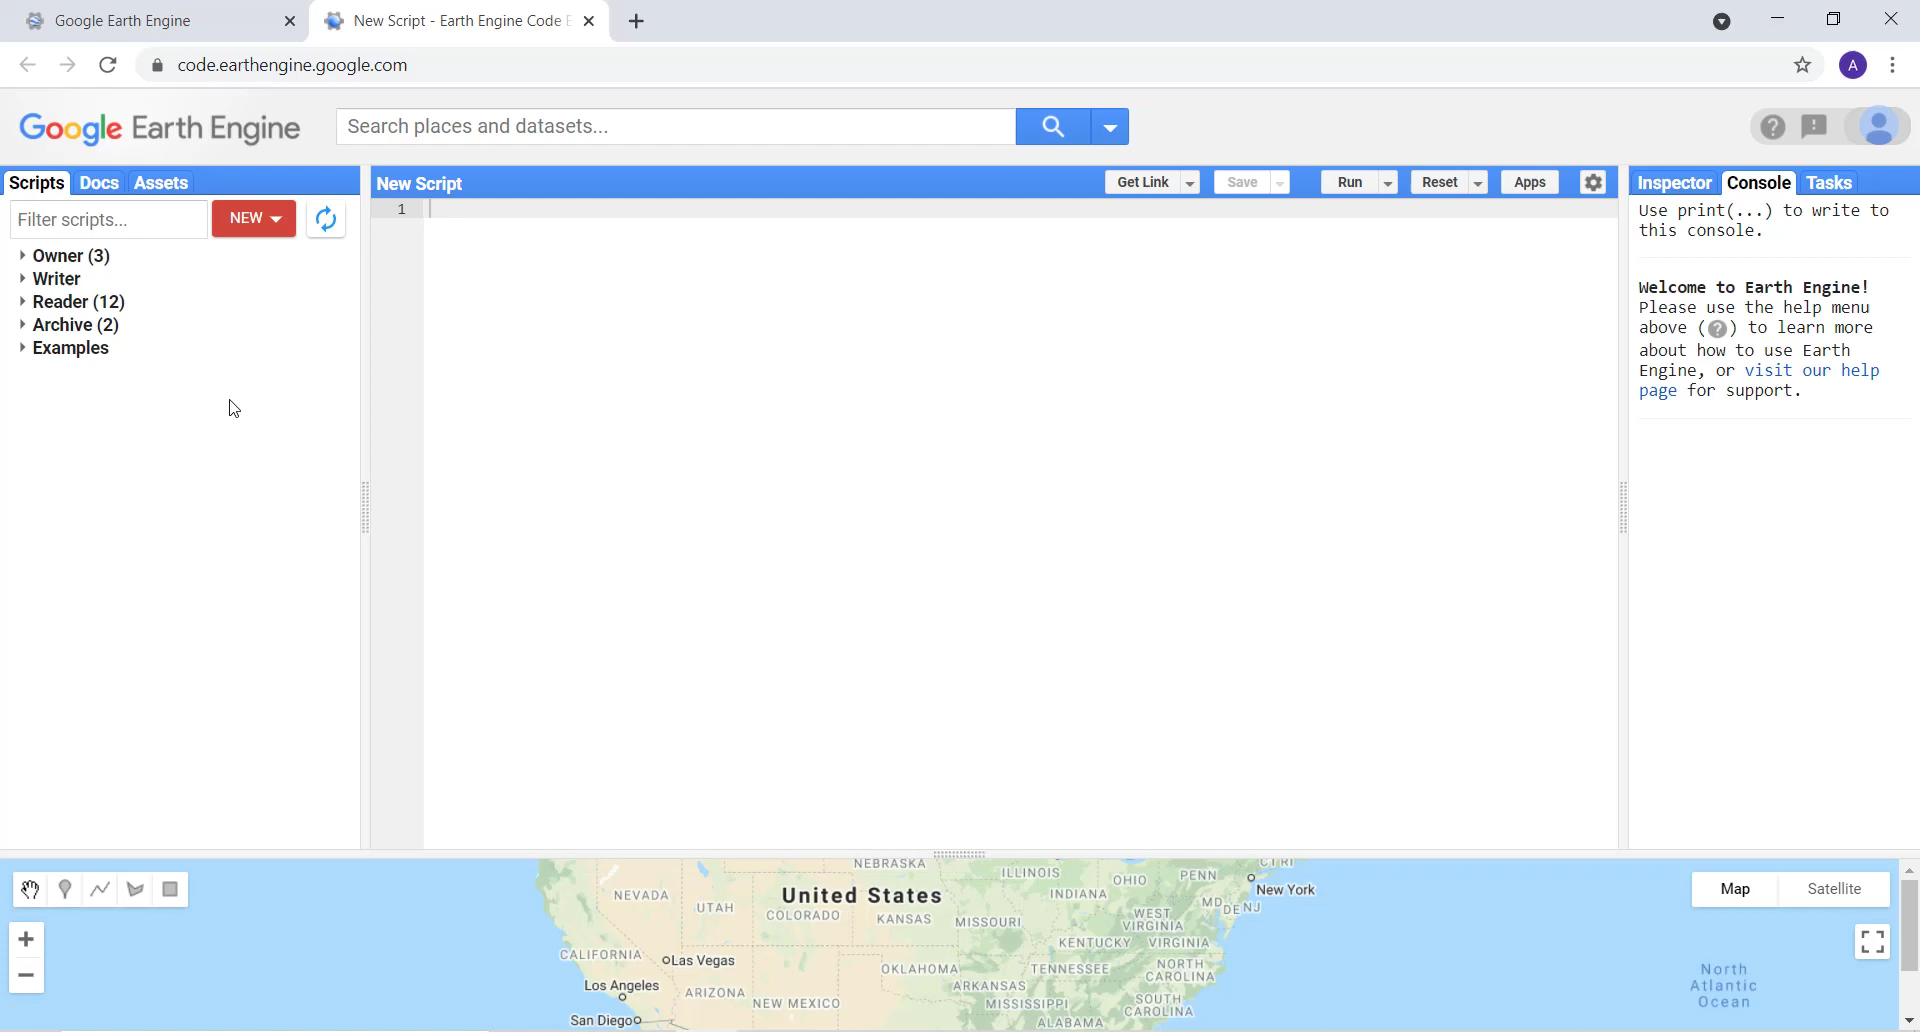 Google Earth Engine
New Script - Earth Engine Code E
code.earthengine.google.com
A
Google Earth Engine
Search places and datasets...
Scripts Docs Assets
New Script
Get Link
Save
Run
Reset
Apps
Inspector Console Tasks
Filter scripts...
NEW
Owner (3)
Writer
Reader (12)
Archive (2)
Examples
1
Use print(...) to write to
this console.
Welcome to Earth Engine!
Please use the help menu
above (?) to learn more
about how to use Earth
Engine, or visit our help
page for support.
NEBRASKA
ILLINOIS
INDIANA
OHIO
PENN
New York
NEVADA
UTAH
United States
COLORADO
KANSAS
MISSOURI
WEST
VIRGINIA
MD
DE NJ
KENTUCKY
VIRGINIA
CALIFORNIA
Las Vegas
OKLAHOMA
TENNESSEE
NORTH
CAROLINA
Los Angeles
ARIZONA
NEW MEXICO
ARKANSAS
MISSISSIPPI
SOUTH
CAROLINA
San Diego
ALABAMA
Map
Satellite
North
Atlantic
Ocean
+
−